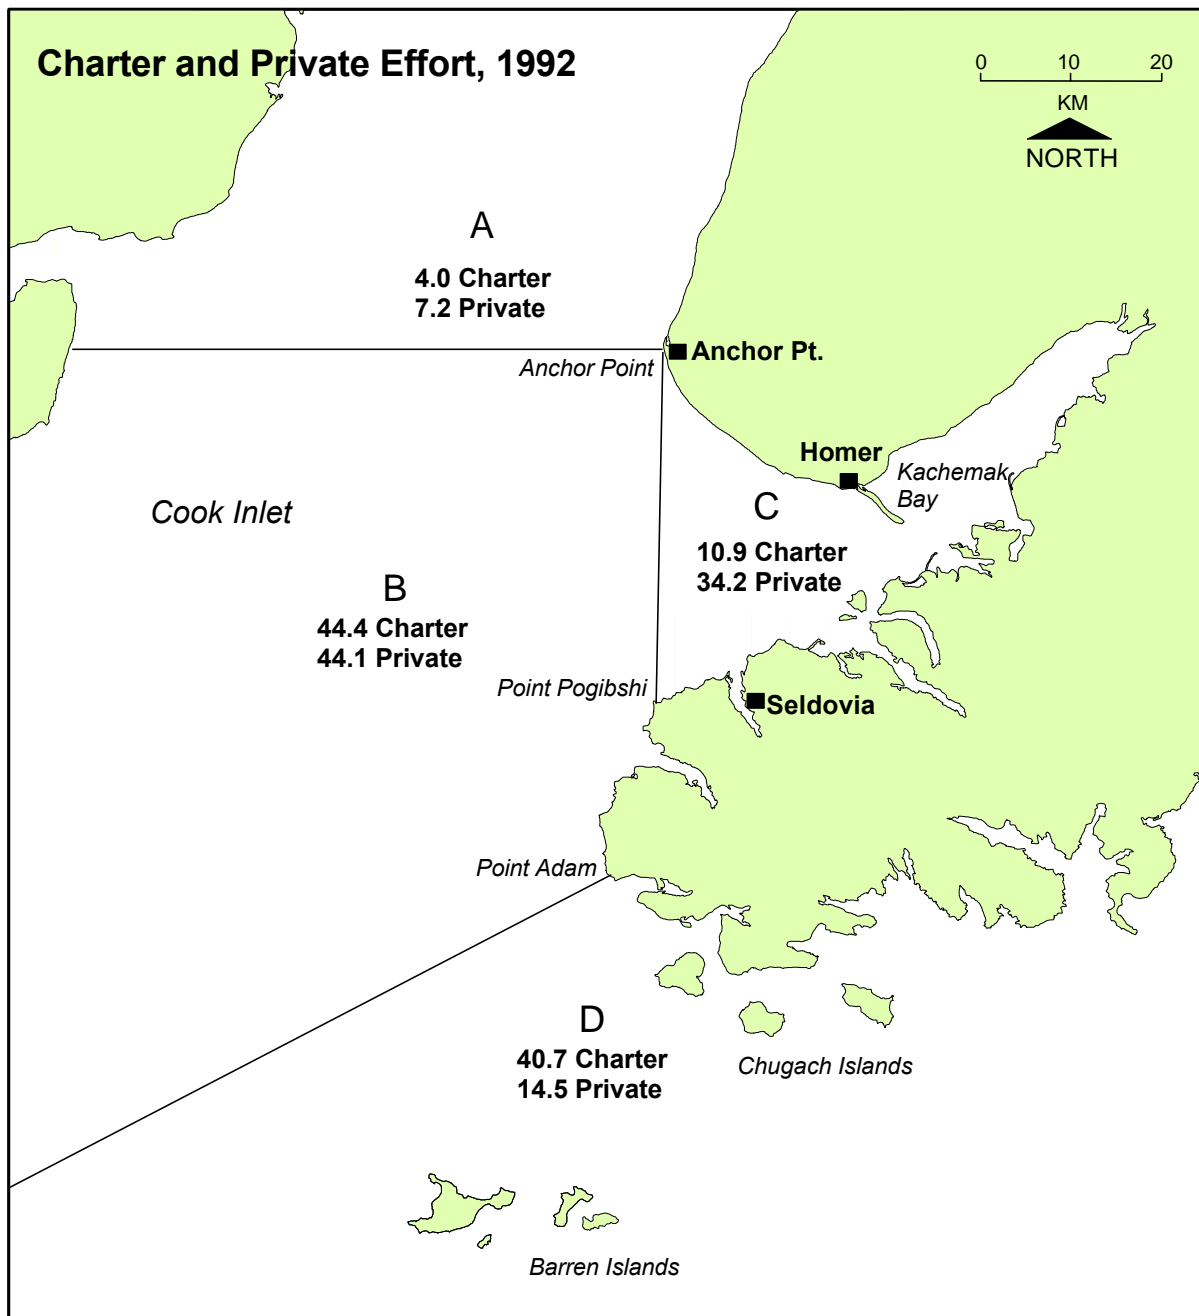 Charter and Private Effort, 1992
0 10 20
KM
NORTH
A
4.0 Charter
7.2 Private
Anchor Point
Anchor Pt.
Homer
Kachemak
Bay
Cook Inlet
C
10.9 Charter
34.2 Private
B
44.4 Charter
44.1 Private
Point Pogibshi
Seldovia
Point Adam
D
40.7 Charter
14.5 Private
Chugach Islands
Barren Islands